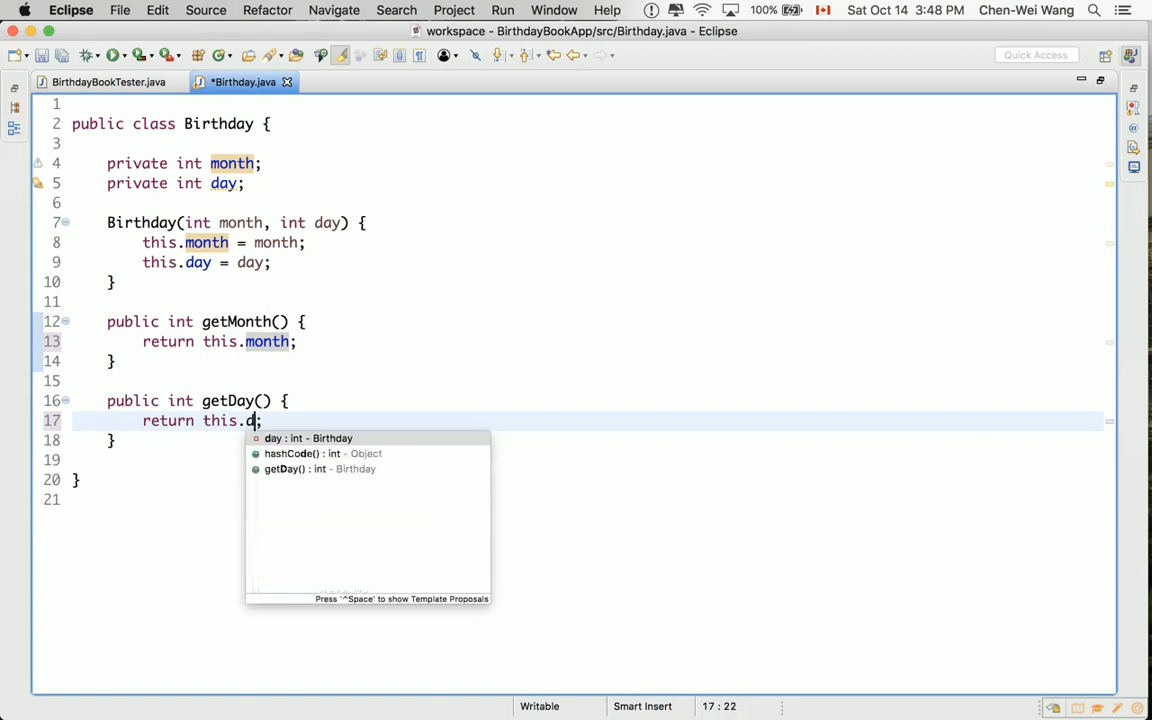 Eclipse File Edit Source Refactor Navigate Search Project Run Window Help 100% Sat Oct 14 3:48 PM Chen-Wei Wang
workspace - BirthdayBookApp/src/Birthday.java - Eclipse
Quick Access
BirthdayBookTester.java *Birthday.java
1
2 public class Birthday {
3
4 private int month;
5 private int day;
6
7 Birthday(int month, int day) {
8 this.month = month;
9 this.day = day;
10 }
11
12 public int getMonth() {
13 return this.month;
14 }
15
16 public int getDay() {
17 return this.d;
18 }
19
20 }
21
day : int - Birthday
hashCode() : int - Object
getDay() : int - Birthday
Press '^Space' to show Template Proposals
Writable Smart Insert 17 : 22